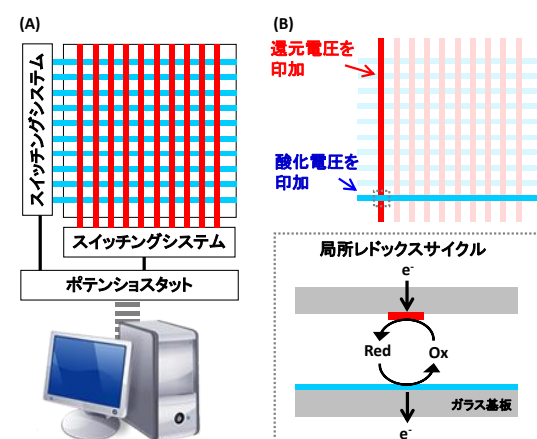 (A)
スイッチングシステム
スイッチングシステム
ポテンショスタット
(B)
還元電圧を
印加
酸化電圧を
印加
局所レドックスサイクル
e-
Red
Ox
ガラス基板
e-